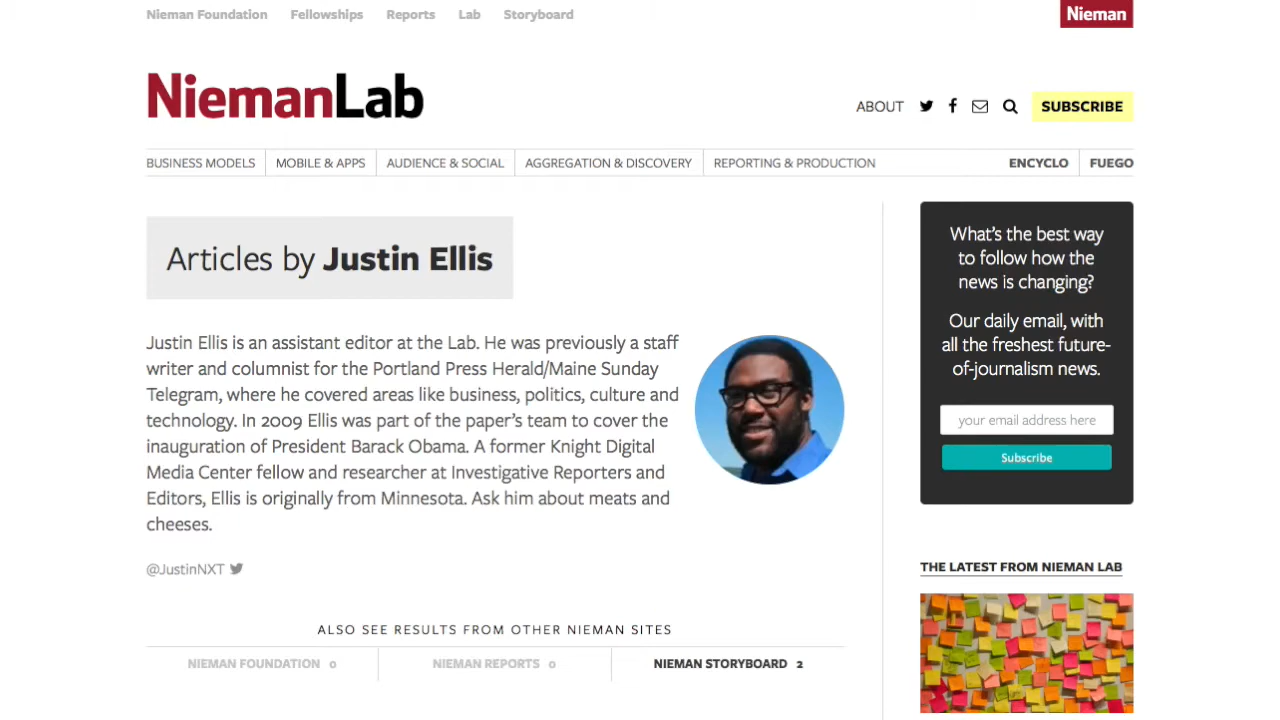 Nieman Foundation Fellowships Reports Lab Storyboard
Nieman
NiemanLab
ABOUT SUBSCRIBE
BUSINESS MODELS MOBILE & APPS AUDIENCE & SOCIAL AGGREGATION & DISCOVERY REPORTING & PRODUCTION ENCYCLO FUEGO
Articles by Justin Ellis
Justin Ellis is an assistant editor at the Lab. He was previously a staff
writer and columnist for the Portland Press Herald/Maine Sunday
Telegram, where he covered areas like business, politics, culture and
technology. In 2009 Ellis was part of the paper's team to cover the
inauguration of President Barack Obama. A former Knight Digital
Media Center fellow and researcher at Investigative Reporters and
Editors, Ellis is originally from Minnesota. Ask him about meats and
cheeses.
@JustinNXT
ALSO SEE RESULTS FROM OTHER NIEMAN SITES
NIEMAN FOUNDATION 0 NIEMAN REPORTS 0 NIEMAN STORYBOARD 2
What's the best way
to follow how the
news is changing?
Our daily email, with
all the freshest future-
of-journalism news.
your email address here
Subscribe
THE LATEST FROM NIEMAN LAB